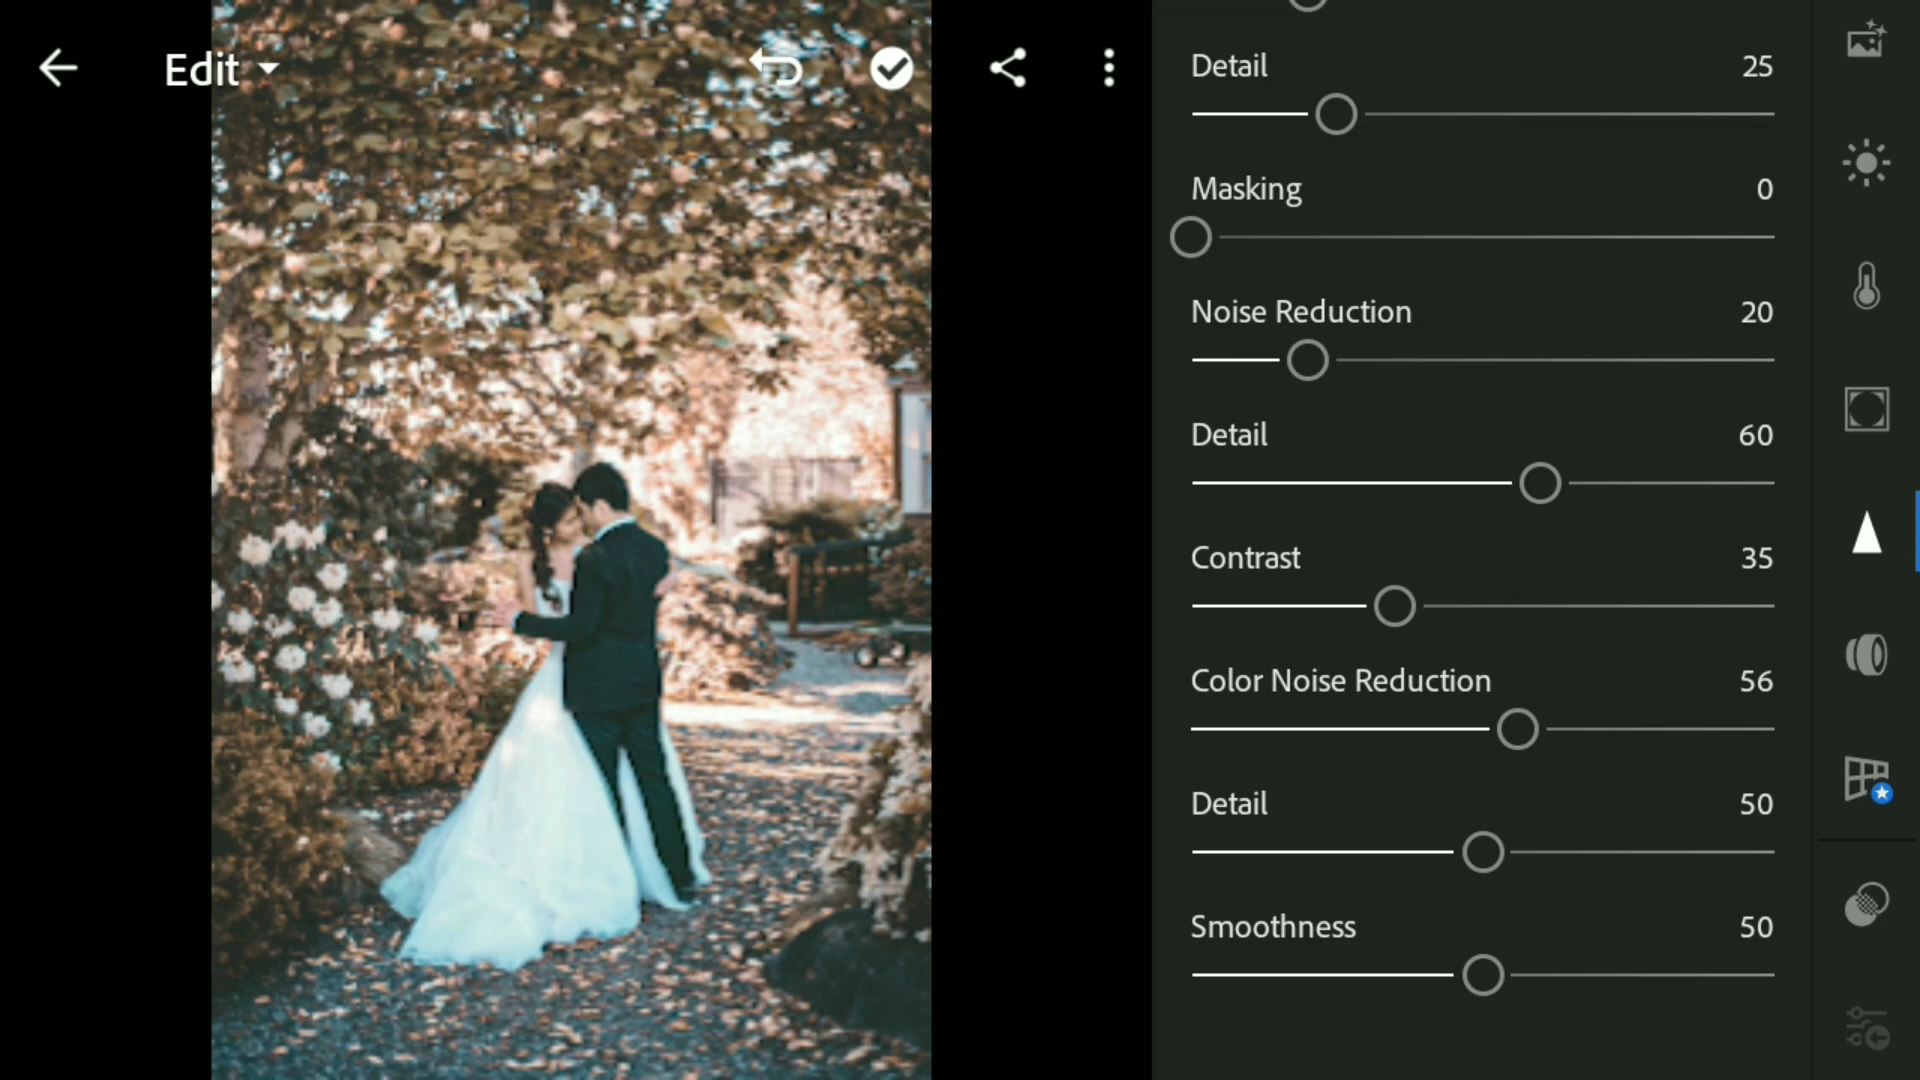 Edit
Detail 25
Masking 0
Noise Reduction 20
Detail 60
Contrast 35
Color Noise Reduction 56
Detail 50
Smoothness 50